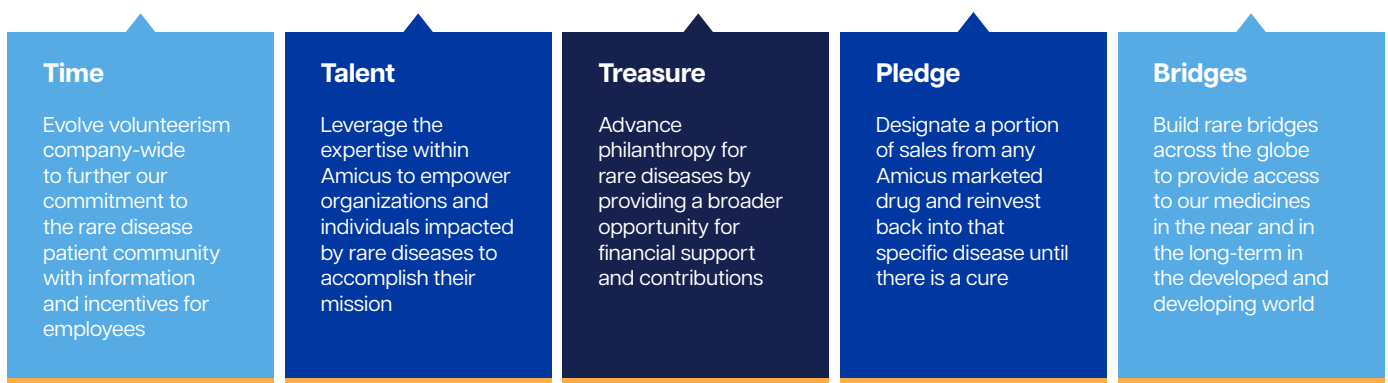 Time
Evolve volunteerism
company-wide
to further our
commitment to
the rare disease
patient community
with information
and incentives for
employees
Talent
Leverage the
expertise within
Amicus to empower
organizations and
individuals impacted
by rare diseases to
accomplish their
mission
Treasure
Advance
philanthropy for
rare diseases by
providing a broader
opportunity for
financial support
and contributions
Pledge
Designate a portion
of sales from any
Amicus marketed
drug and reinvest
back into that
specific disease until
there is a cure
Bridges
Build rare bridges
across the globe
to provide access
to our medicines
in the near and in
the long-term in
the developed and
developing world